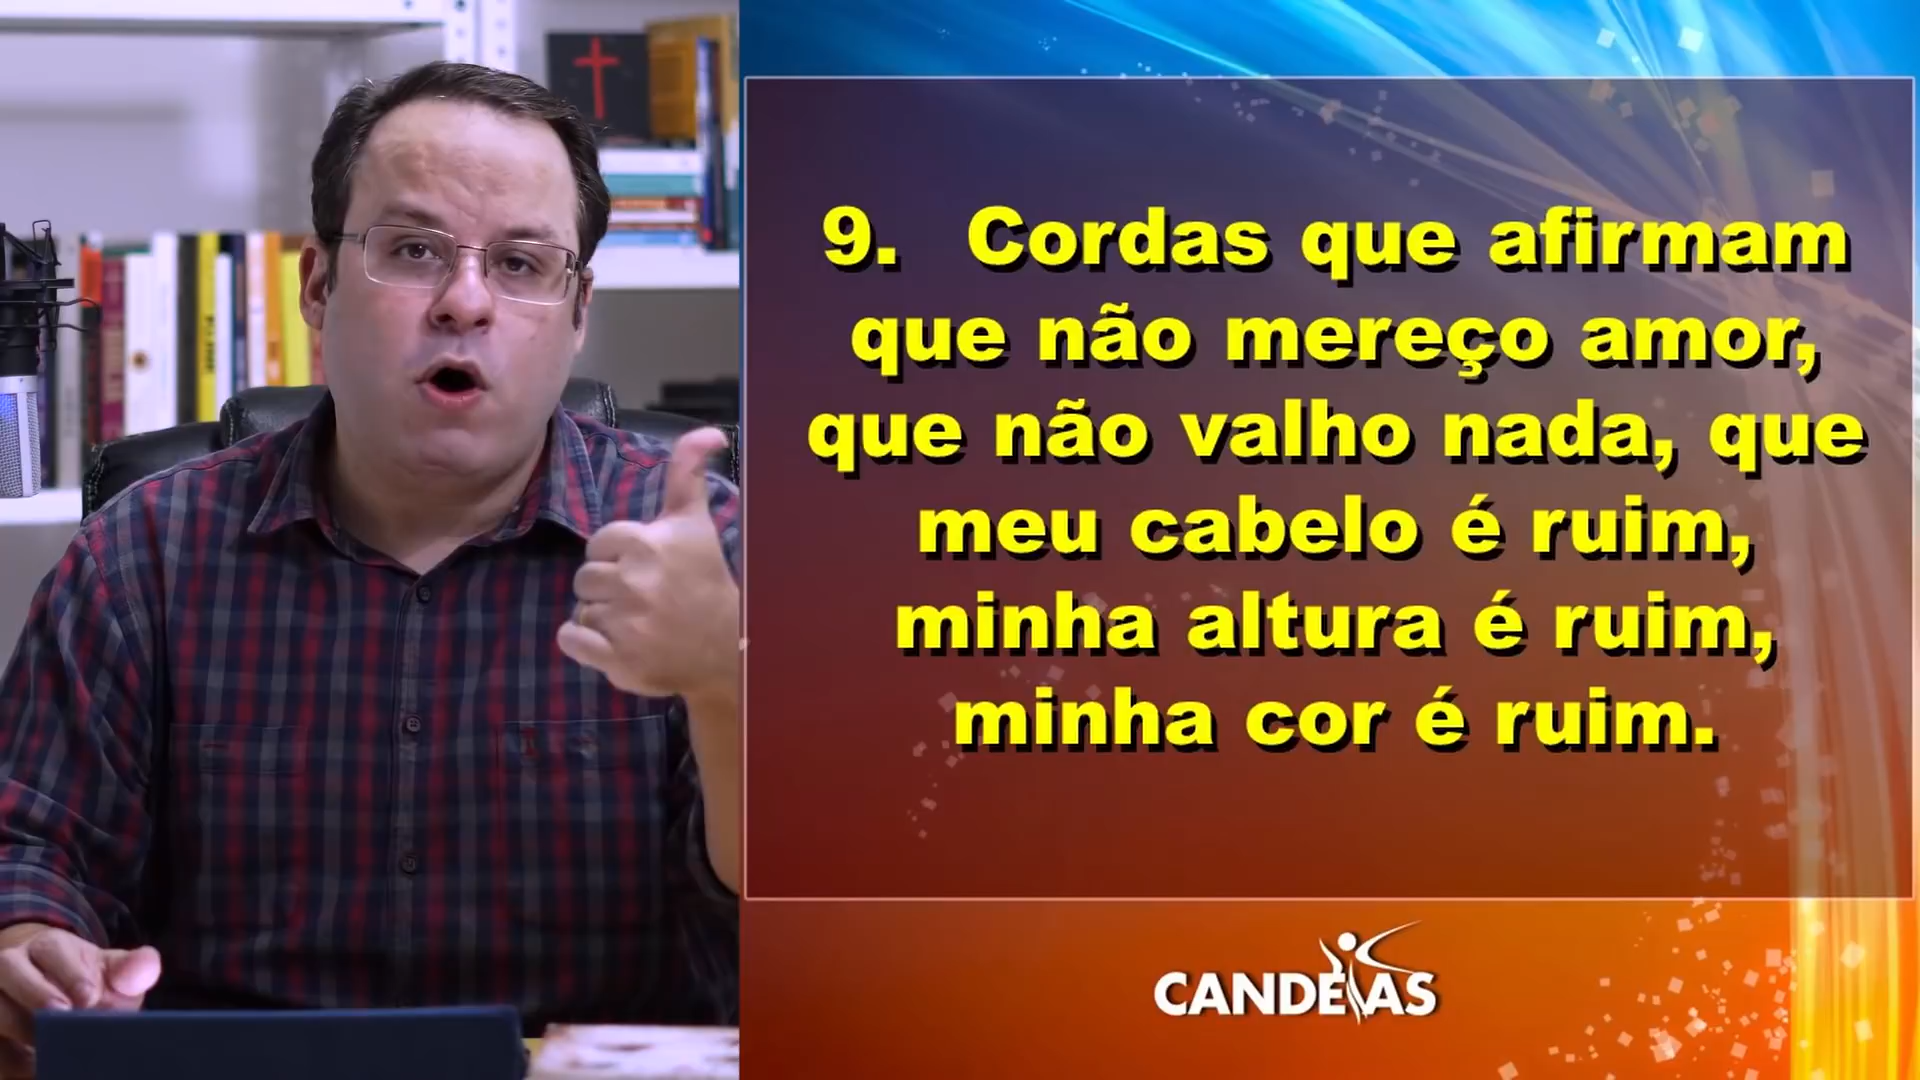 9. Cordas que afirmam
que não mereço amor,
que não valho nada, que
meu cabelo é ruim,
minha altura é ruim,
minha cor é ruim.
CANDEIAS